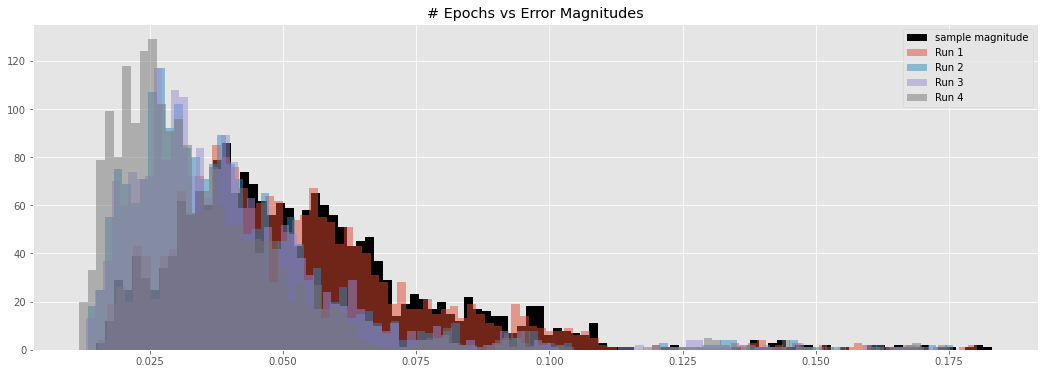 # Epochs vs Error Magnitudes
sample magnitude
Run 1
Run 2
Run 3
Run 4
120
100
80
60
40
20
0
0.025 0.050 0.075 0.100 0.125 0.150 0.175